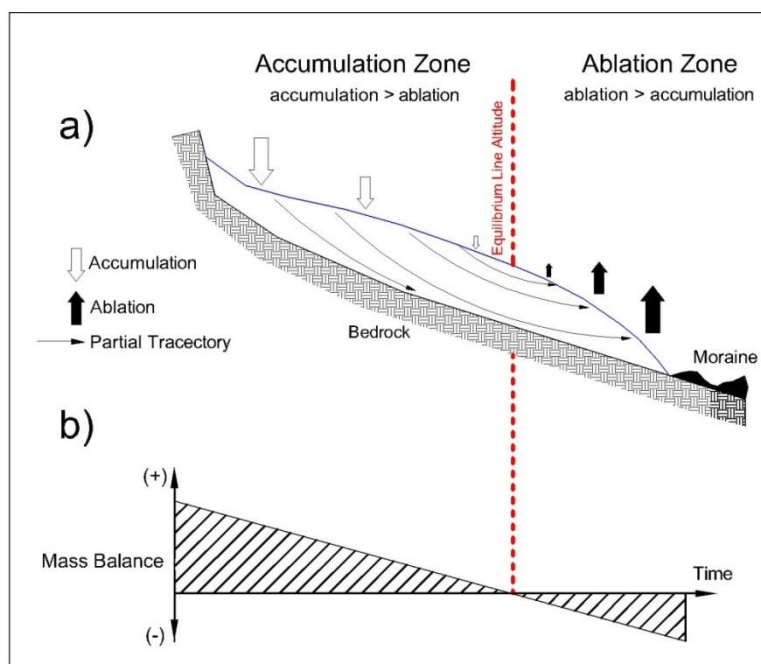 Accumulation Zone
accumulation > ablation
Ablation Zone
ablation > accumulation
a)
Equilibrium Line Altitude
Accumulation
Ablation
Partial Tracectory
Bedrock
Moraine
b)
(+)
Mass Balance
Time
(-)